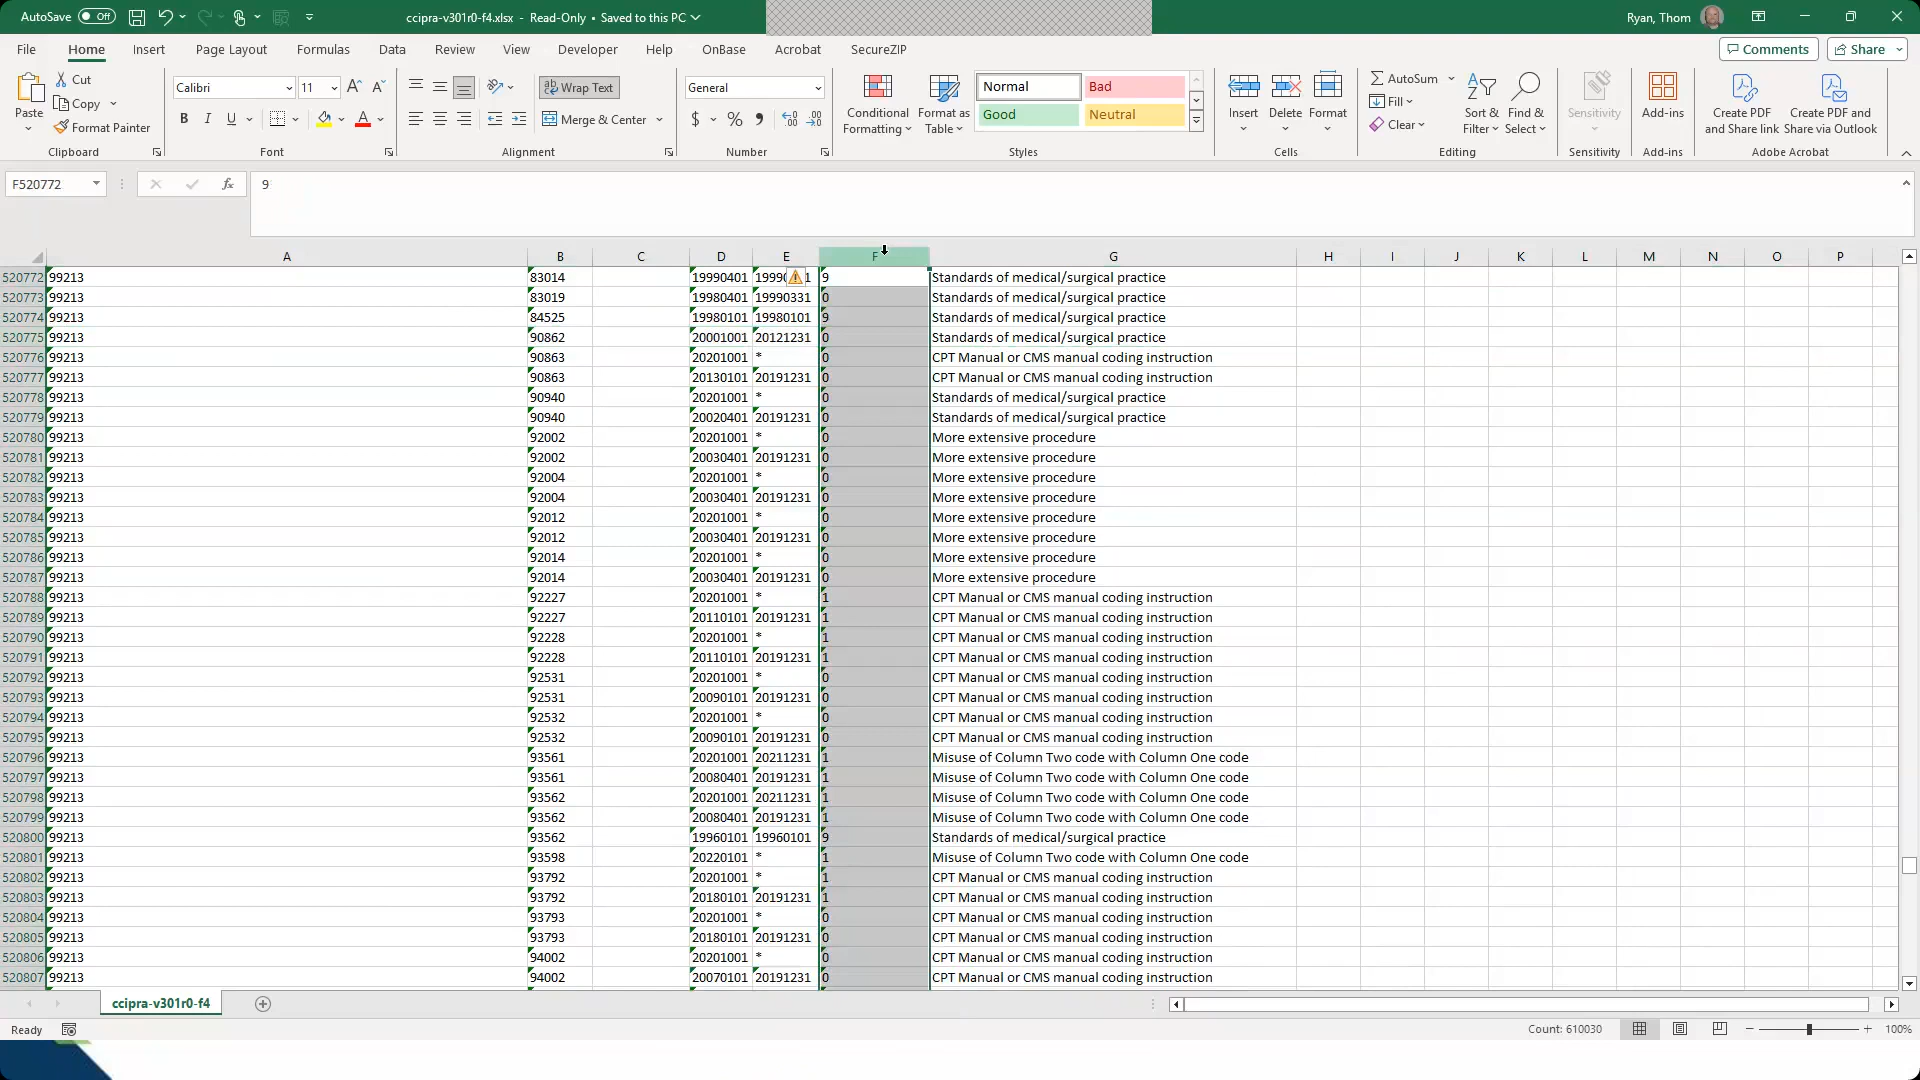 AutoSave Off ccipra-v301r0-f4.xlsx - Read-Only • Saved to this PC Ryan, Thom
File Home Insert Page Layout Formulas Data Review View Developer Help OnBase Acrobat SecureZIP Comments Share
Paste Cut Copy Format Painter Clipboard
Calibri 11 A A B I U A Font
ab Wrap Text Merge & Center Alignment
General $ % 9 Number
Conditional Formatting Format as Table Normal Bad Good Neutral Styles
Insert Delete Format Cells
AutoSum Fill Clear Sort & Filter Find & Select Editing
Sensitivity Sensitivity
Add-ins Add-ins
Create PDF and Share link Create PDF and Share via Outlook Adobe Acrobat
F520772 fx 9
A B C D E F G H I J K L M N O P
520772 99213 83014 19990401 1999 1 9 Standards of medical/surgical practice
520773 99213 83019 19980401 19990331 0 Standards of medical/surgical practice
520774 99213 84525 19980101 19980101 9 Standards of medical/surgical practice
520775 99213 90862 20001001 20121231 0 Standards of medical/surgical practice
520776 99213 90863 20201001 * 0 CPT Manual or CMS manual coding instruction
520777 99213 90863 20130101 20191231 0 CPT Manual or CMS manual coding instruction
520778 99213 90940 20201001 * 0 Standards of medical/surgical practice
520779 99213 90940 20020401 20191231 0 Standards of medical/surgical practice
520780 99213 92002 20201001 * 0 More extensive procedure
520781 99213 92002 20030401 20191231 0 More extensive procedure
520782 99213 92004 20201001 * 0 More extensive procedure
520783 99213 92004 20030401 20191231 0 More extensive procedure
520784 99213 92012 20201001 * 0 More extensive procedure
520785 99213 92012 20030401 20191231 0 More extensive procedure
520786 99213 92014 20201001 * 0 More extensive procedure
520787 99213 92014 20030401 20191231 0 More extensive procedure
520788 99213 92227 20201001 * 1 CPT Manual or CMS manual coding instruction
520789 99213 92227 20110101 20191231 1 CPT Manual or CMS manual coding instruction
520790 99213 92228 20201001 * 1 CPT Manual or CMS manual coding instruction
520791 99213 92228 20110101 20191231 1 CPT Manual or CMS manual coding instruction
520792 99213 92531 20201001 * 0 CPT Manual or CMS manual coding instruction
520793 99213 92531 20090101 20191231 0 CPT Manual or CMS manual coding instruction
520794 99213 92532 20201001 * 0 CPT Manual or CMS manual coding instruction
520795 99213 92532 20090101 20191231 0 CPT Manual or CMS manual coding instruction
520796 99213 93561 20201001 20211231 1 Misuse of Column Two code with Column One code
520797 99213 93561 20080401 20191231 1 Misuse of Column Two code with Column One code
520798 99213 93562 20201001 20211231 1 Misuse of Column Two code with Column One code
520799 99213 93562 20080401 20191231 1 Misuse of Column Two code with Column One code
520800 99213 93562 19960101 19960101 9 Standards of medical/surgical practice
520801 99213 93598 20220101 * 1 Misuse of Column Two code with Column One code
520802 99213 93792 20201001 * 1 CPT Manual or CMS manual coding instruction
520803 99213 93792 20180101 20191231 1 CPT Manual or CMS manual coding instruction
520804 99213 93793 20201001 * 0 CPT Manual or CMS manual coding instruction
520805 99213 93793 20180101 20191231 0 CPT Manual or CMS manual coding instruction
520806 99213 94002 20201001 * 0 CPT Manual or CMS manual coding instruction
520807 99213 94002 20070101 20191231 0 CPT Manual or CMS manual coding instruction
ccipra-v301r0-f4
Ready Count: 610030 100%